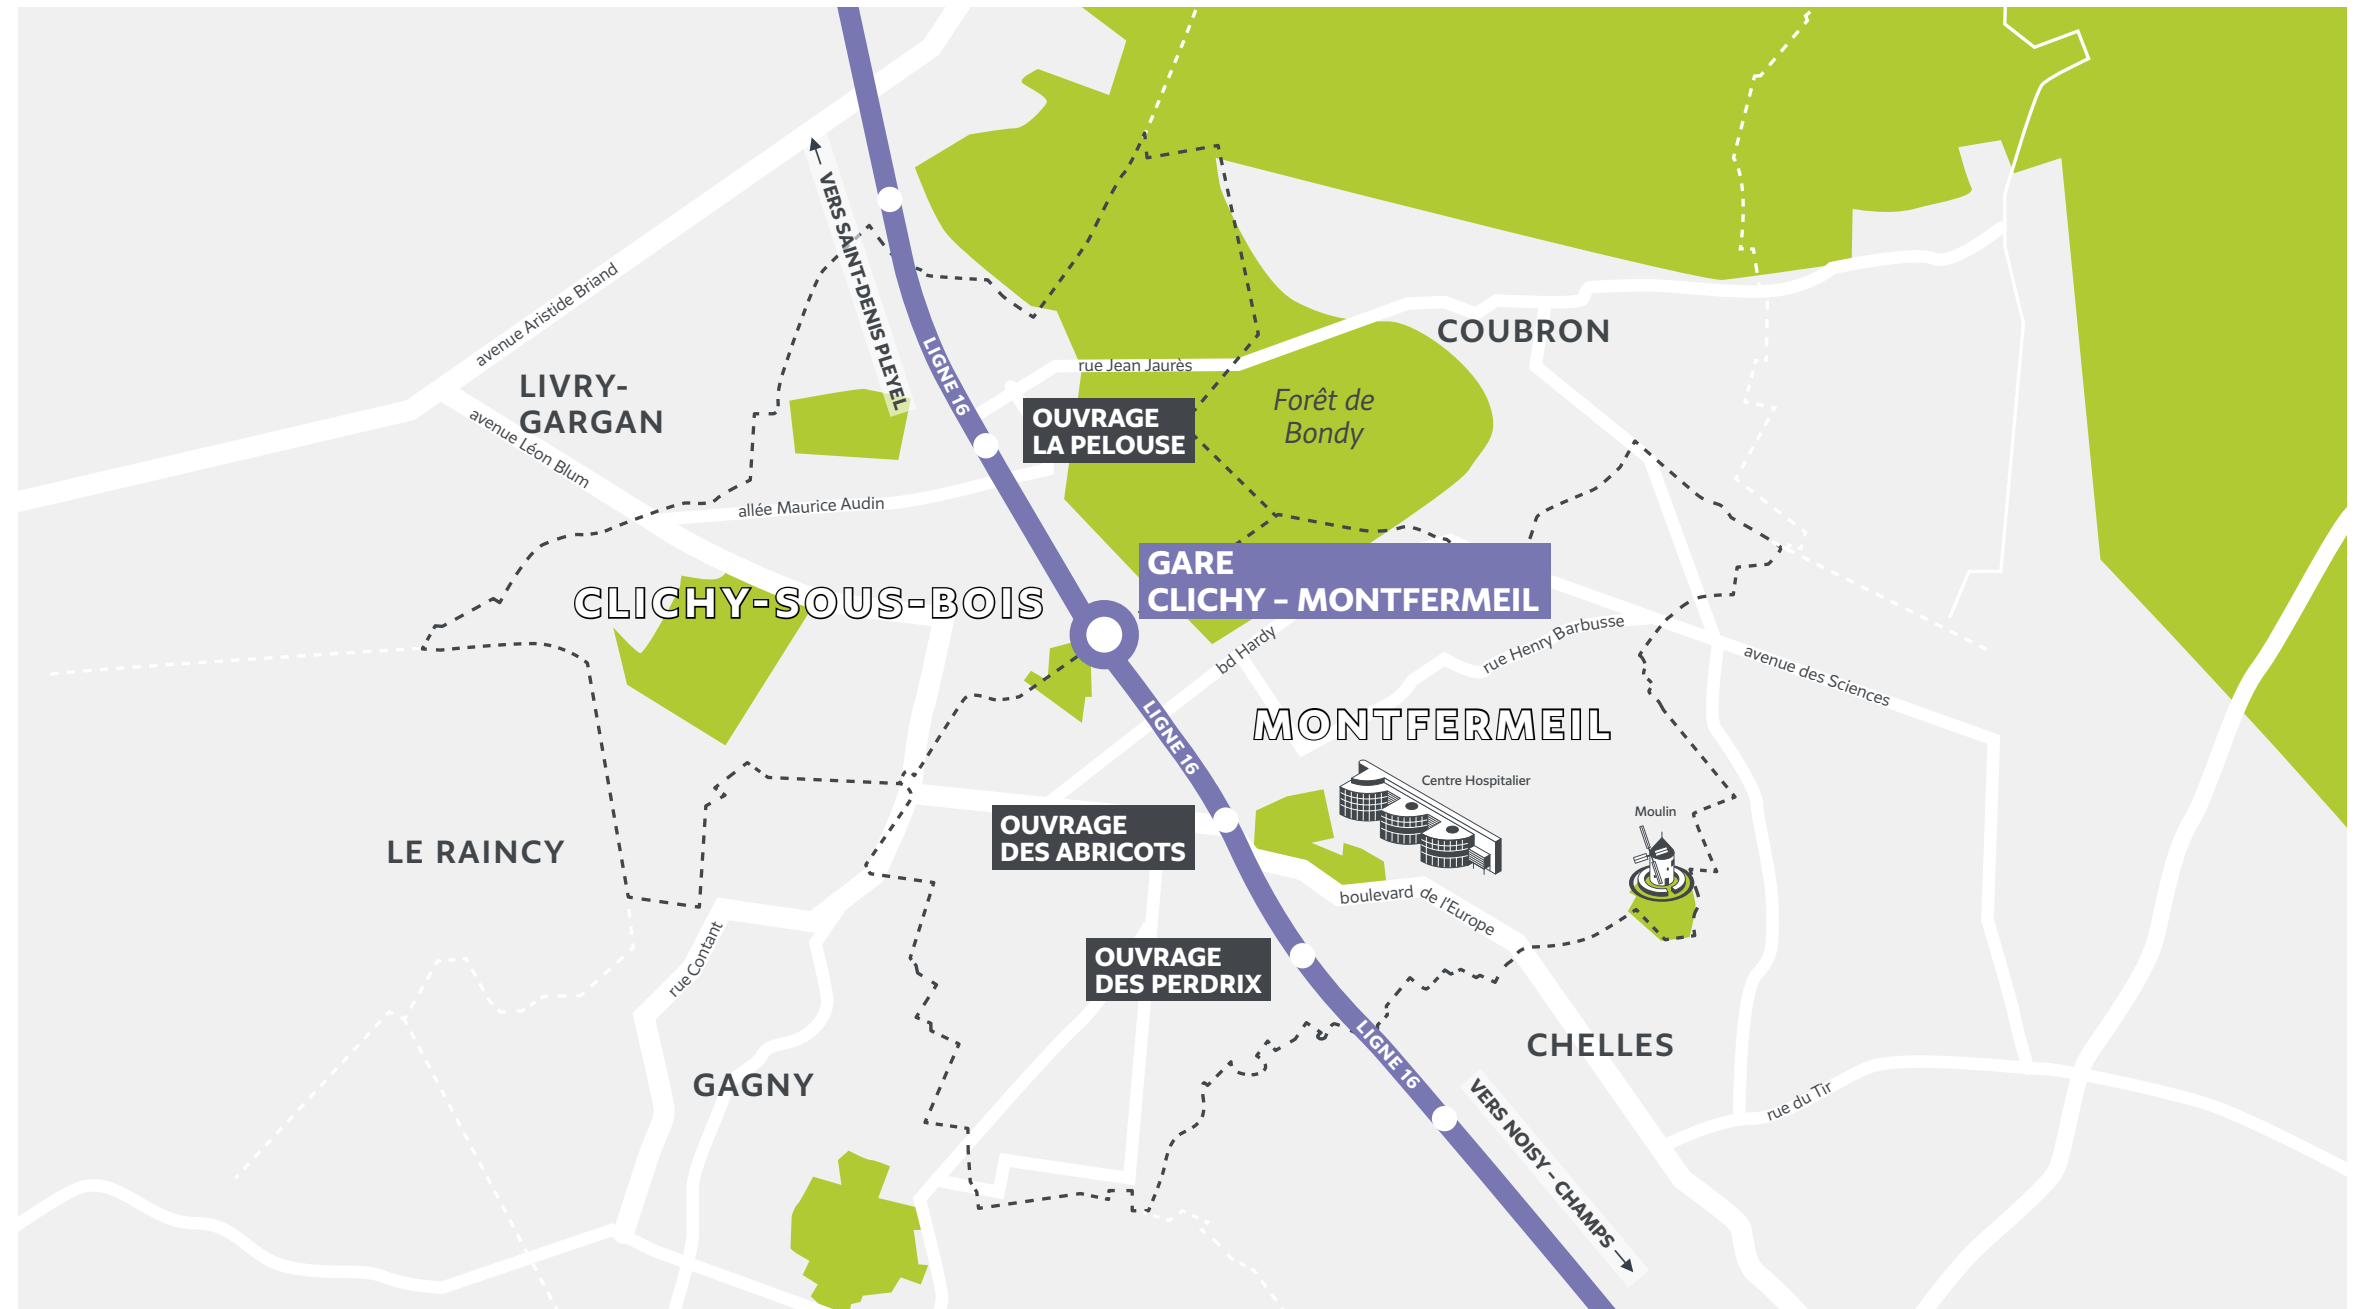 VERS SAINT-DENIS PLEYEL
avenue Aristide Briand
COUBRON
LIGNE 16
rue Jean Jaurès
LIVRY-
GARGAN
Forêt de
Bondy
OUVRAGE
LA PELOUSE
avenue Léon Blum
allée Maurice Audin
GARE
CLICHY – MONTFERMEIL
CLICHY-SOUS-BOIS
bd Hardy
rue Henry Barbusse
avenue des Sciences
LIGNE 16
MONTFERMEIL
Centre Hospitalier
Moulin
OUVRAGE
DES ABRICOTS
LE RAINCY
boulevard de l'Europe
rue Contant
OUVRAGE
DES PERDRIX
LIGNE 16
CHELLES
GAGNY
rue du Tir
VERS NOISY – CHAMPS